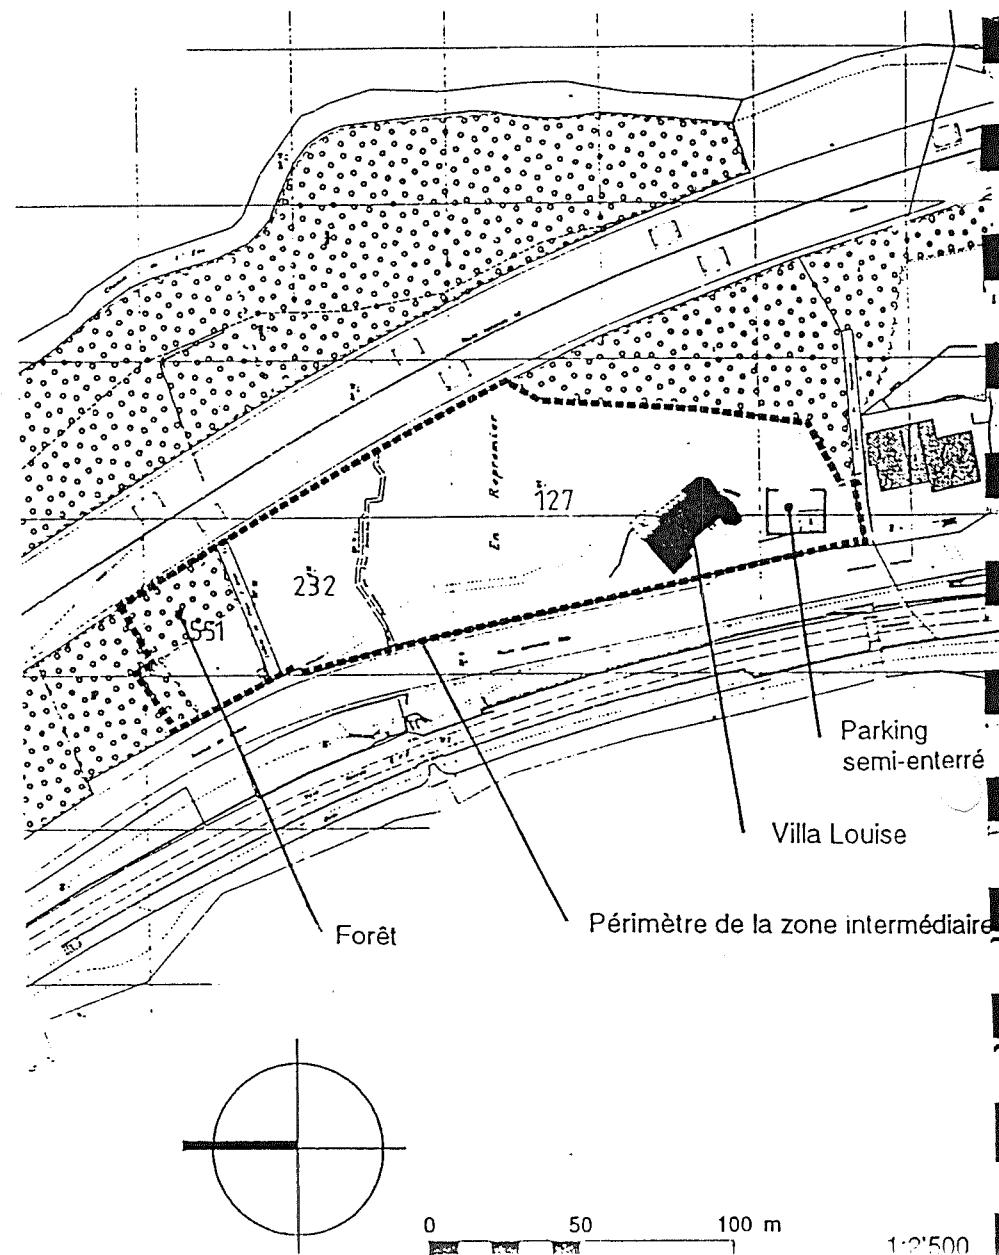 En Repremier
127
232
551
Parking
semi-enterré
Villa Louise
Périmètre de la zone intermédiaire
Forêt
0 50 100 m
1:2'500